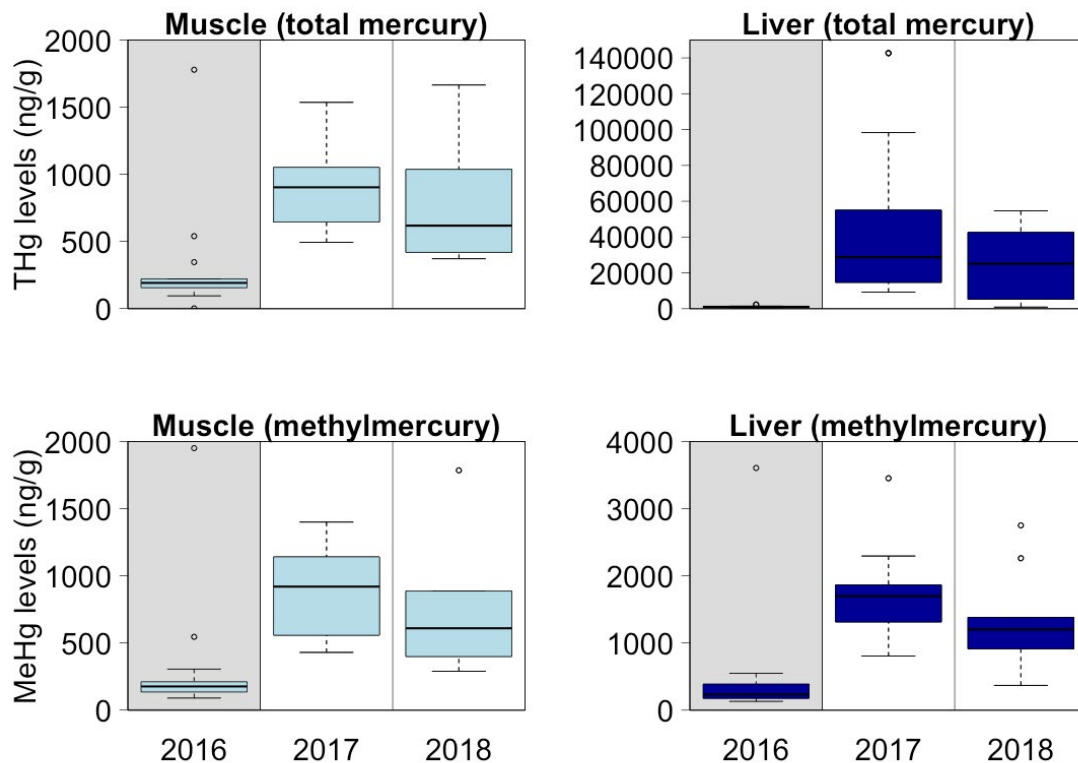 Muscle (total mercury)
THg levels (ng/g)
2000
1500
1000
500
0
Liver (total mercury)
140000
120000
100000
80000
60000
40000
20000
0
Muscle (methylmercury)
MeHg levels (ng/g)
2000
1500
1000
500
0
2016 2017 2018
Liver (methylmercury)
4000
3000
2000
1000
0
2016 2017 2018